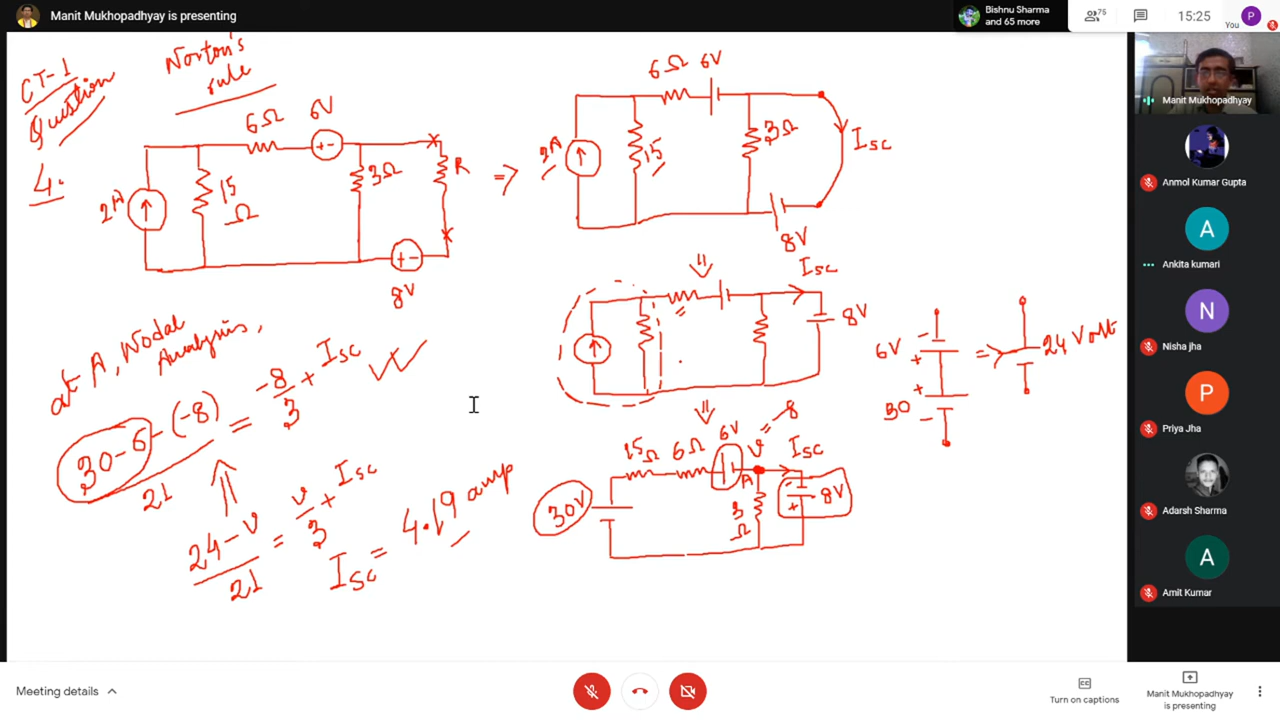 Manit Mukhopadhyay is presenting
Bishnu Sharma
and 65 more
75
15:25
You
P
CT-1
Question
4.
Norton's
rule
6Ω
6V
+-
2A
15
Ω
3Ω
R
+-
8V
=>
6Ω 6V
2A
15
3Ω
Isc
8V
Isc
8V
6V
-
+
+
30
-
=
24 Volt
at A, Nodal
Analysis,
30-6-(-8)
21
=
-8
3
+ Isc
24-V
21
=
V
3
+ Isc
Isc = 4.19 amp
15Ω 6Ω 6V V = -8
Isc
30V
A
3
Ω
-
+
8V
Manit Mukhopadhyay
Anmol Kumar Gupta
A
Ankita kumari
N
Nisha jha
P
Priya Jha
Adarsh Sharma
A
Amit Kumar
Meeting details
Turn on captions
Manit Mukhopadhyay
is presenting